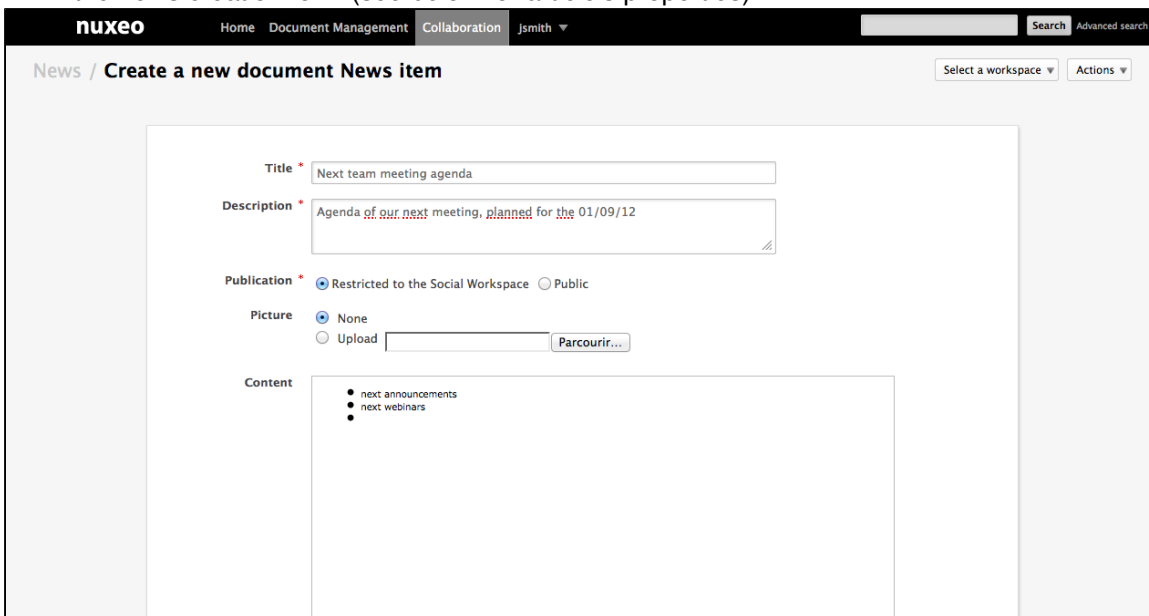 nuxeo Home Document Management Collaboration jsmith Search Advanced search
News / Create a new document News item Select a workspace Actions
Title * Next team meeting agenda
Description * Agenda of our next meeting, planned for the 01/09/12
Publication * Restricted to the Social Workspace Public
Picture None
Upload Parcourir...
Content
next announcements
next webinars